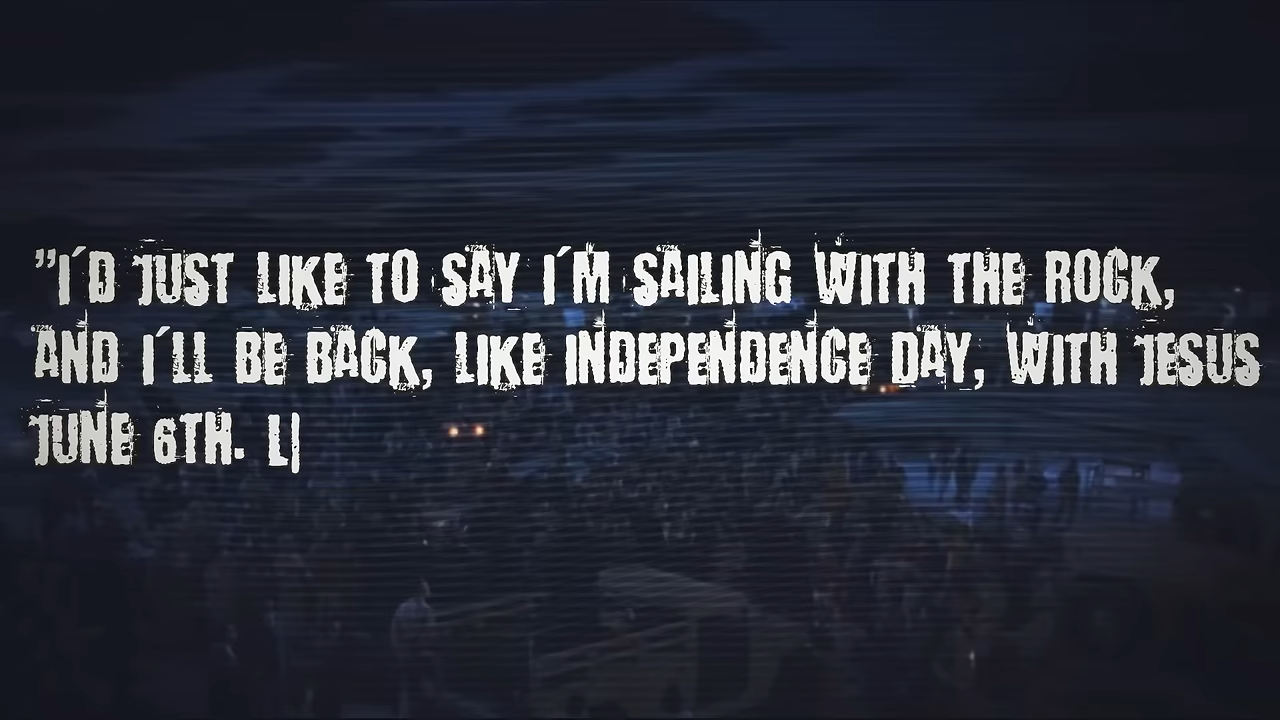 "I´D JUST LIKE TO SAY I´M SAILING WITH THE ROCK,
AND I´LL BE BACK, LIKE INDEPENDENCE DAY, WITH JESUS
JUNE 6TH. L|